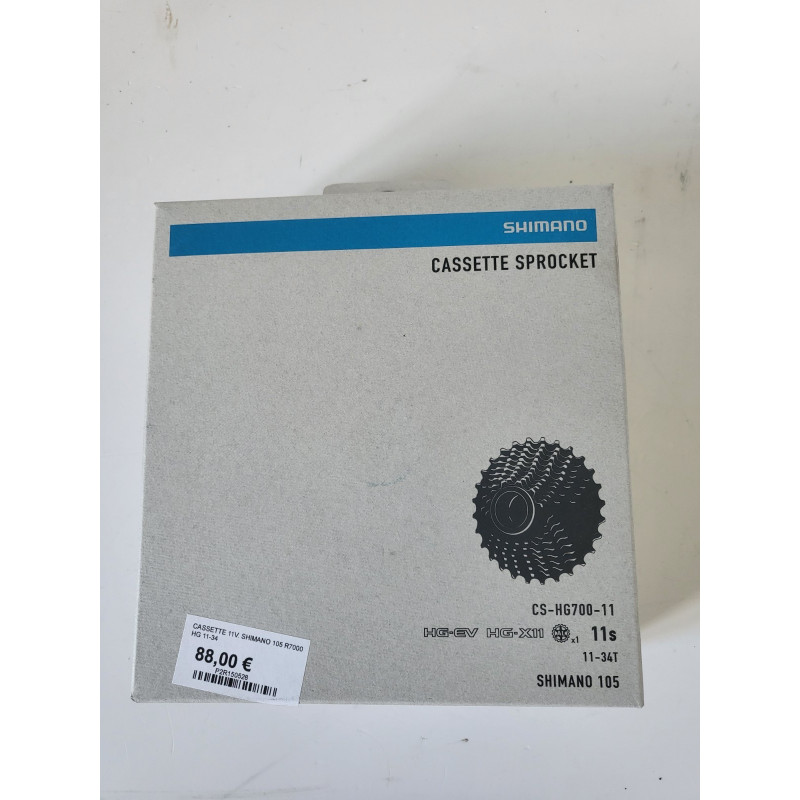 SHIMANO
CASSETTE SPROCKET
CS-HG700-11
HG-EV HG-X11 x1 11s
11-34T
SHIMANO 105
CASSETTE 11V. SHIMANO 105 R7000
HG 11-34
88,00 €
P2R150528